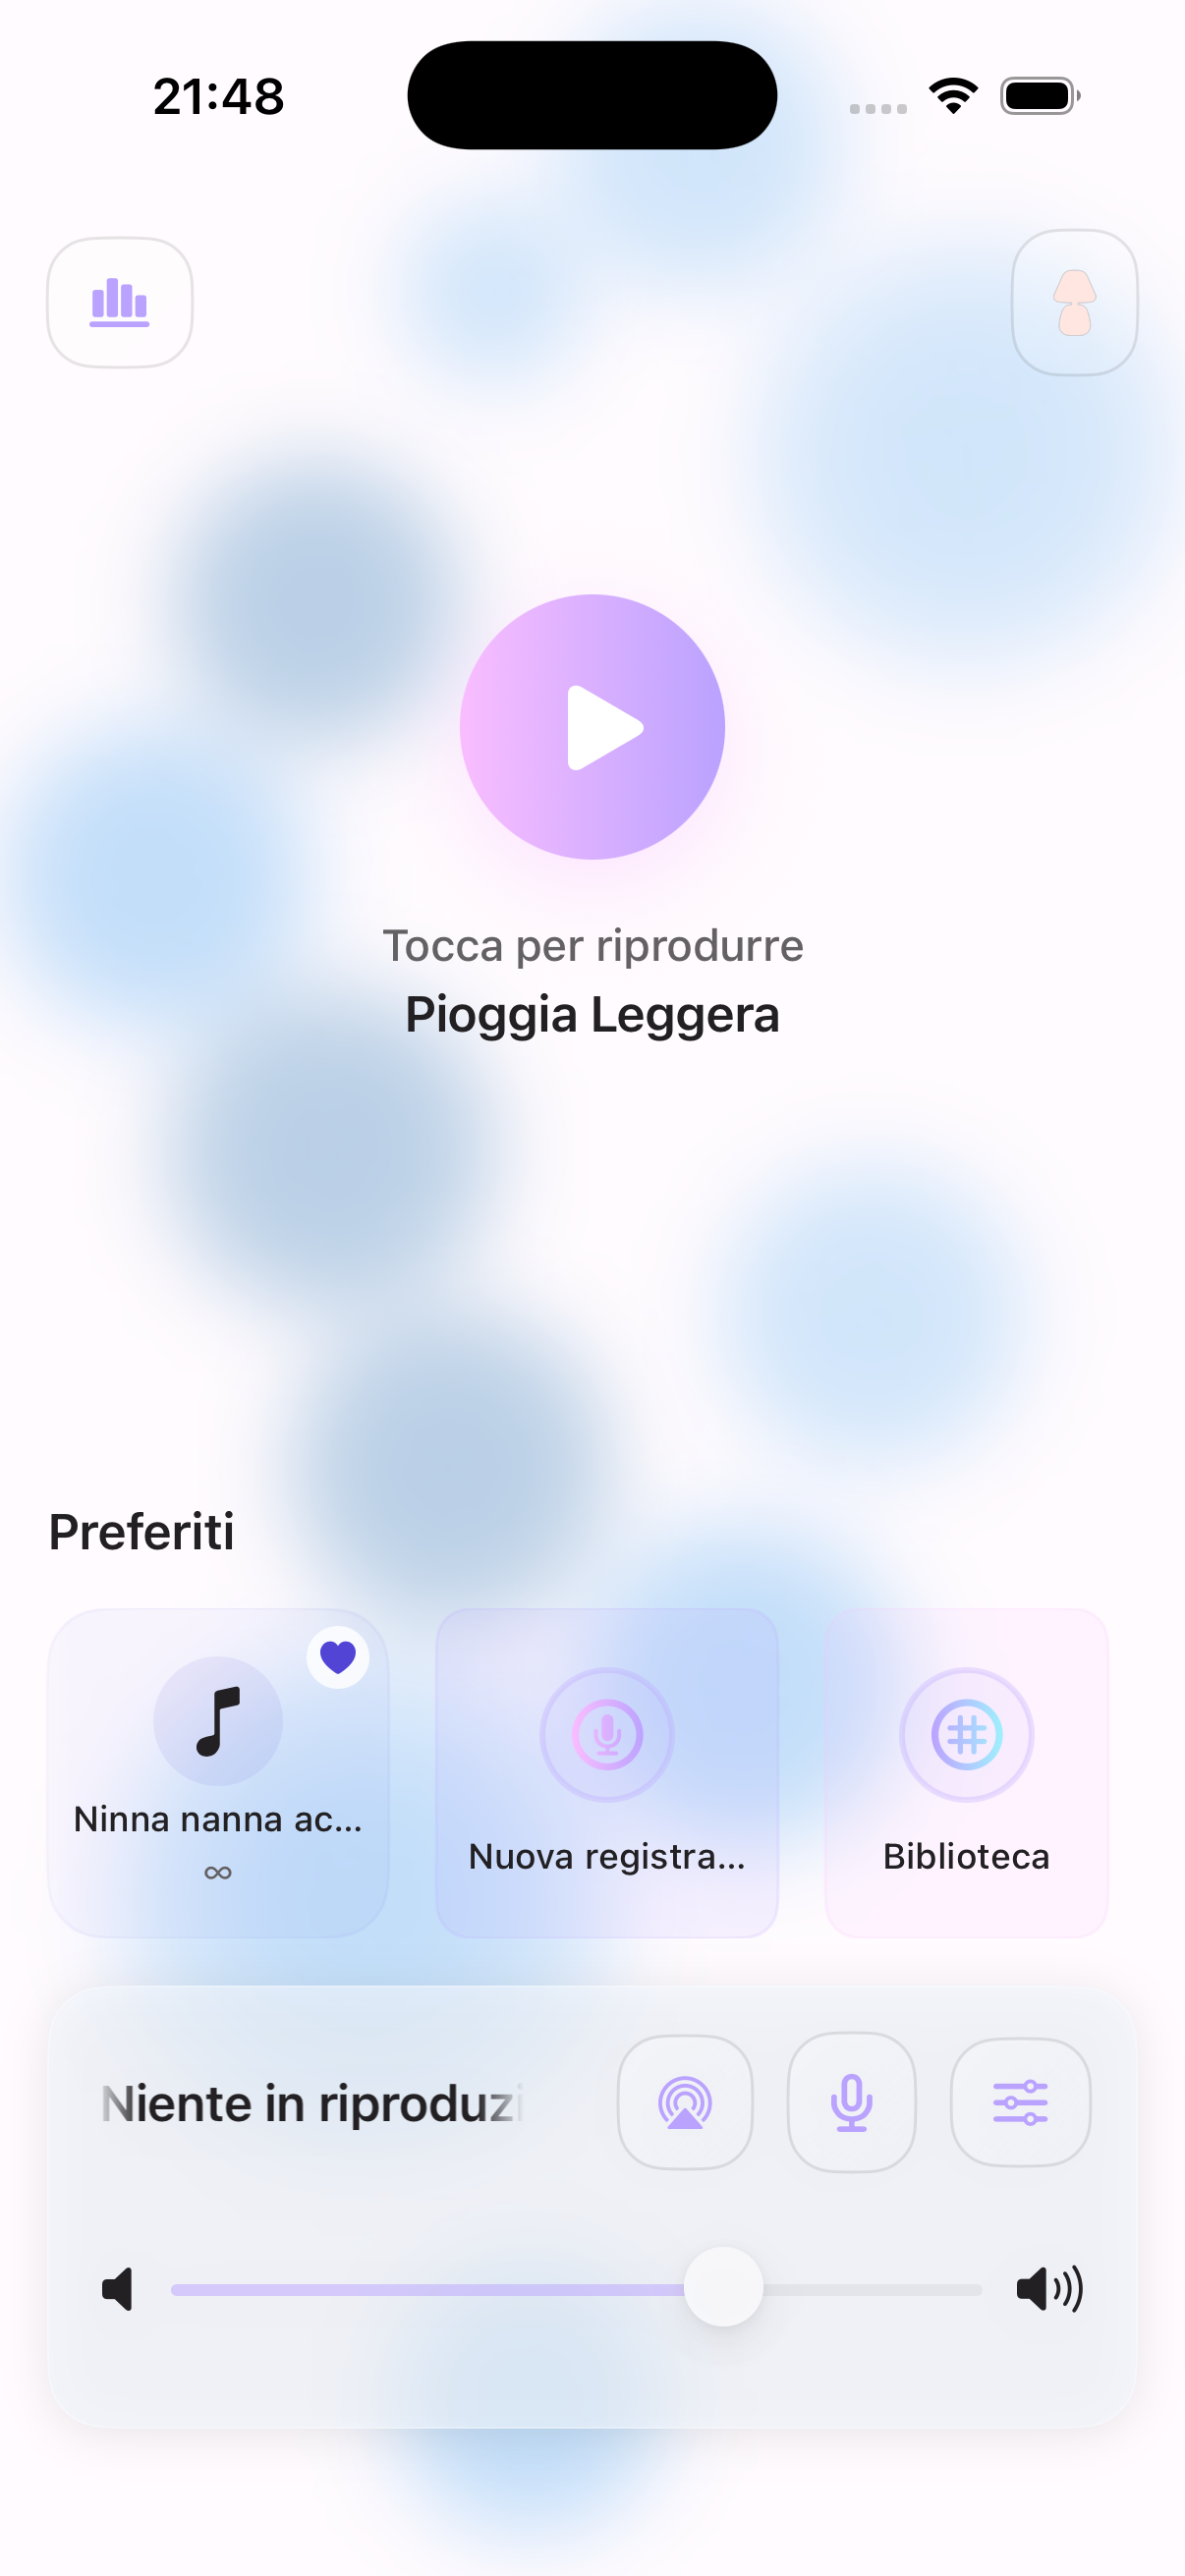 21:48
Tocca per riprodurre
Pioggia Leggera
Preferiti
Ninna nanna ac...
∞
Nuova registra...
Biblioteca
Niente in riproduzi